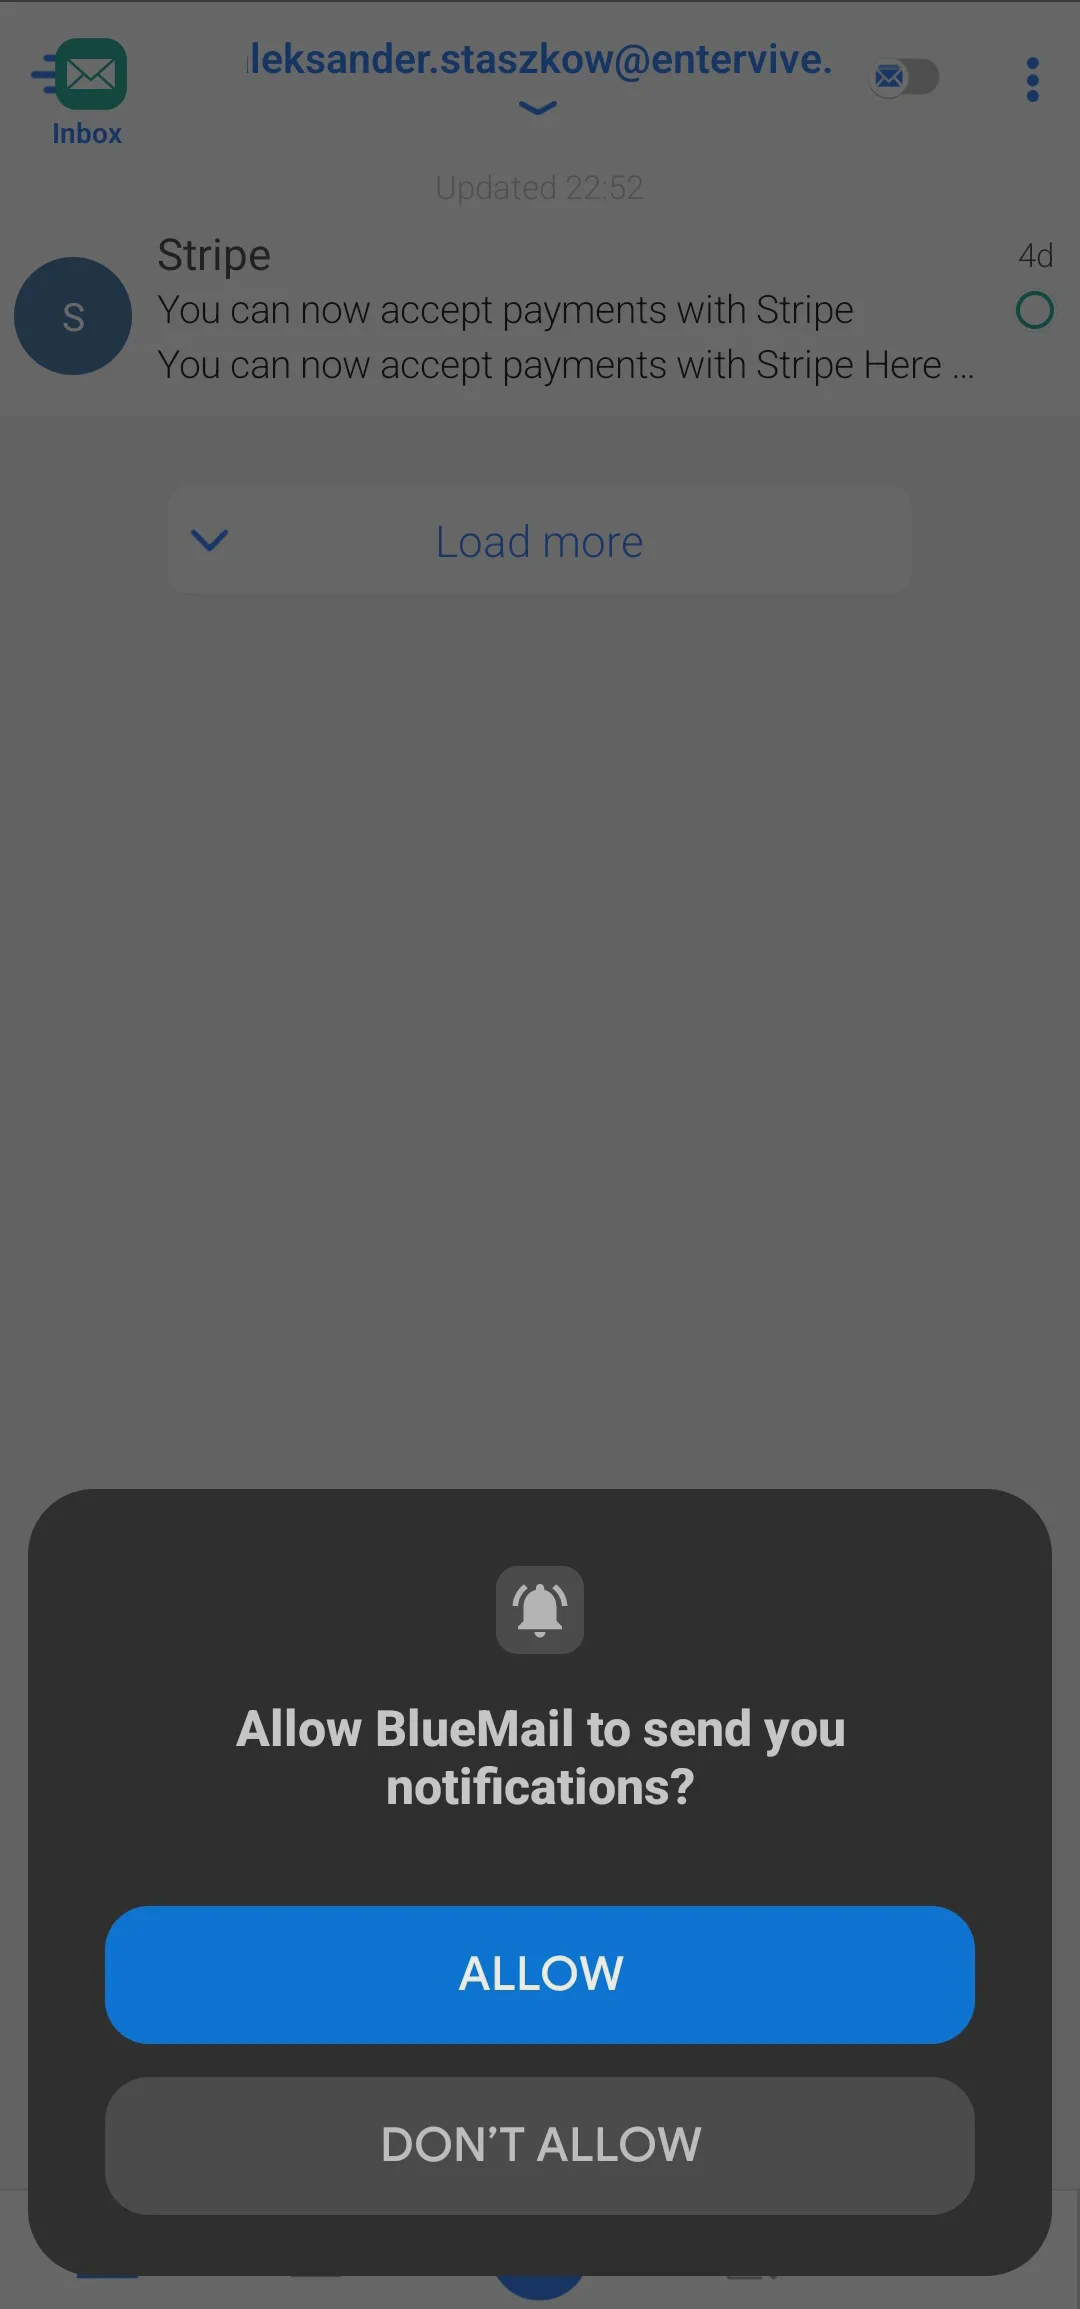 leksander.staszkow@entervive.
Inbox
Updated 22:52
Stripe
4d
S
You can now accept payments with Stripe
You can now accept payments with Stripe Here ...
Load more
Allow BlueMail to send you
notifications?
ALLOW
DON’T ALLOW